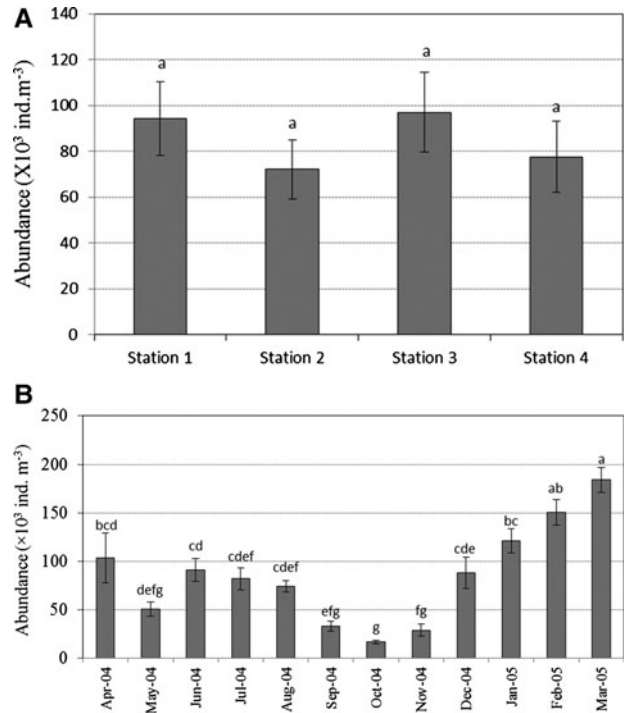 A
Abundance (X10³ ind.m⁻³)
140
120
100
80
60
40
20
0
a
a
a
a
Station 1 Station 2 Station 3 Station 4
B
Abundance (×10³ ind. m⁻³)
250
200
150
100
50
0
bcd
defg
cd
cdef
cdef
efg
g
fg
cde
bc
ab
a
Apr-04
May-04
Jun-04
Jul-04
Aug-04
Sep-04
Oct-04
Nov-04
Dec-04
Jan-05
Feb-05
Mar-05